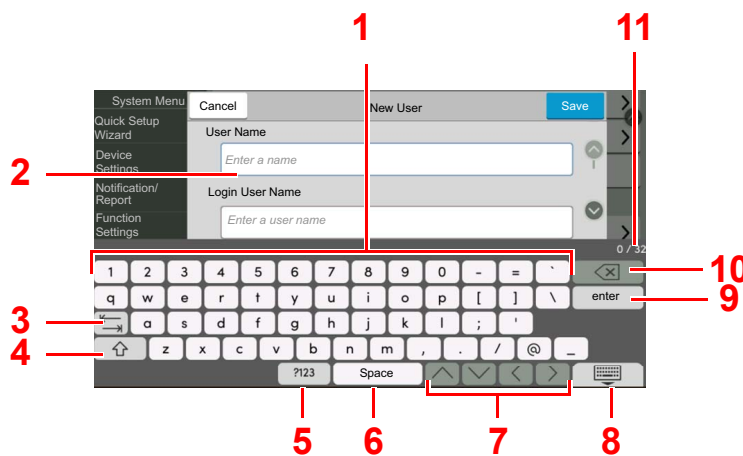 1 11
System Menu Cancel New User Save
Quick Setup
Wizard
User Name
Device
Settings
Enter a name
2
Notification/
Report
Login User Name
Function
Settings
Enter a user name
0 / 32
1 2 3 4 5 6 7 8 9 0 - = `
10
q w e r t y u i o p [ ] \ enter
9
3
a s d f g h j k l ; '
4
z x c v b n m , . / @ _
?123 Space
5 6 7 8